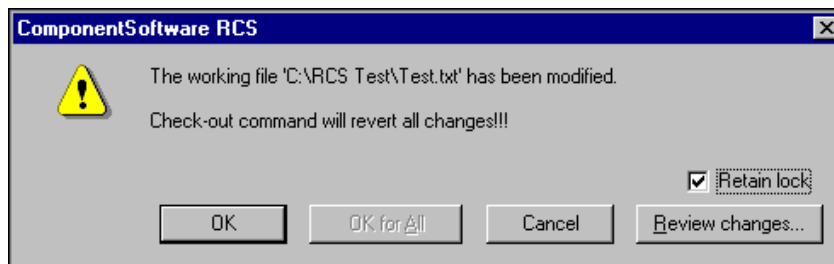 ComponentSoftware RCS
The working file 'C:\RCS Test\Test.txt' has been modified.
Check-out command will revert all changes!!!
Retain lock
OK
OK for All
Cancel
Review changes...